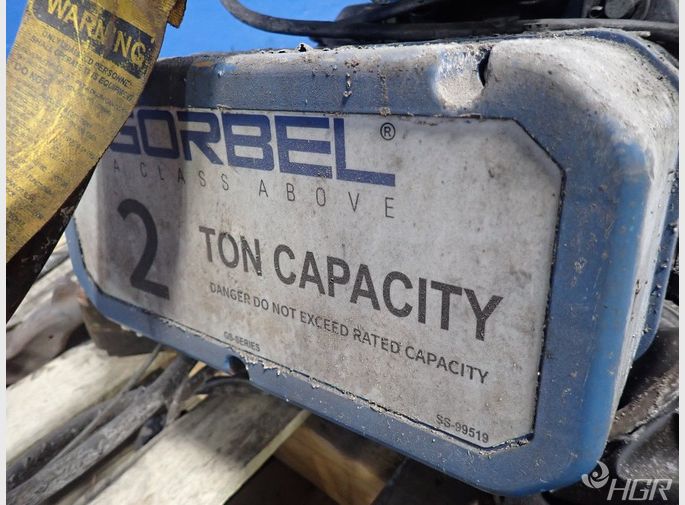 WARNING
GORBEL®
A CLASS ABOVE
2 TON CAPACITY
DANGER DO NOT EXCEED RATED CAPACITY
GS-SERIES
SS-99519
HGR